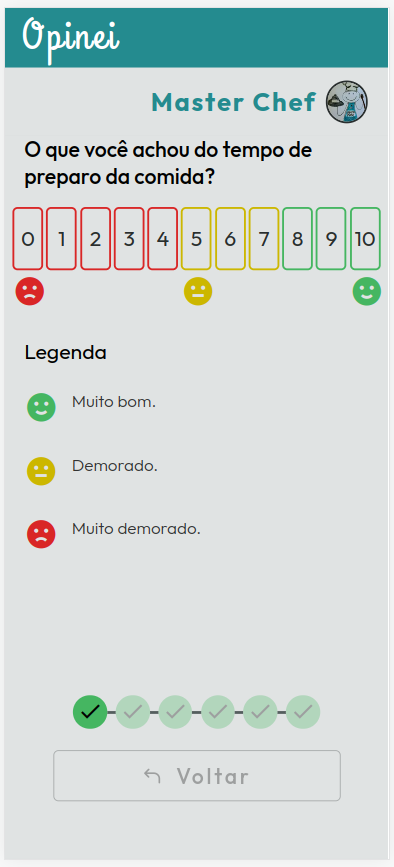 Opinei
Master Chef
O que você achou do tempo de
preparo da comida?
0 1 2 3 4 5 6 7 8 9 10
Legenda
Muito bom.
Demorado.
Muito demorado.
Voltar